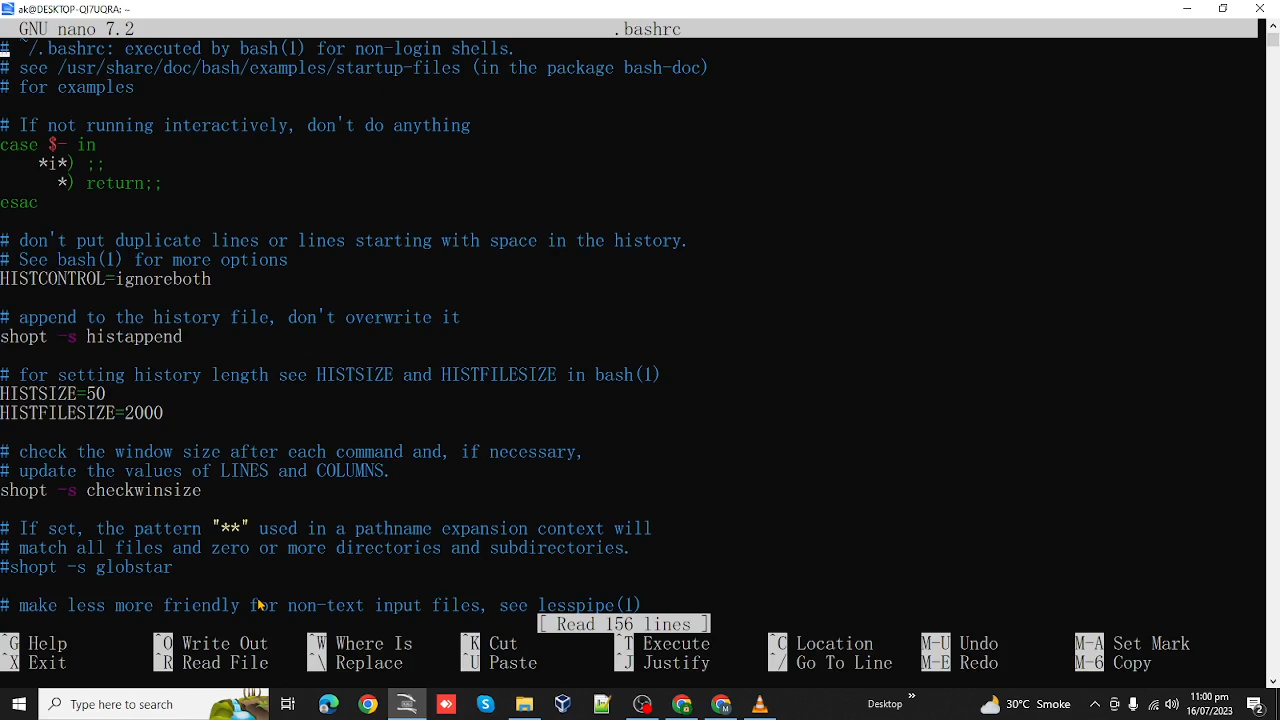 ak@DESKTOP-QI7UQRA: ~
GNU nano 7.2 .bashrc
# ~/.bashrc: executed by bash(1) for non-login shells.
# see /usr/share/doc/bash/examples/startup-files (in the package bash-doc)
# for examples
# If not running interactively, don't do anything
case $- in
*i*) ;;
*) return;;
esac
# don't put duplicate lines or lines starting with space in the history.
# See bash(1) for more options
HISTCONTROL=ignoreboth
# append to the history file, don't overwrite it
shopt -s histappend
# for setting history length see HISTSIZE and HISTFILESIZE in bash(1)
HISTSIZE=50
HISTFILESIZE=2000
# check the window size after each command and, if necessary,
# update the values of LINES and COLUMNS.
shopt -s checkwinsize
# If set, the pattern "**" used in a pathname expansion context will
# match all files and zero or more directories and subdirectories.
#shopt -s globstar
# make less more friendly for non-text input files, see lesspipe(1)
[ Read 156 lines ]
^G Help ^O Write Out ^W Where Is ^K Cut ^T Execute ^C Location M-U Undo M-A Set Mark
^X Exit ^R Read File ^\ Replace ^U Paste ^J Justify ^/ Go To Line M-E Redo M-6 Copy
Type here to search Desktop » 30°C Smoke 11:00 pm
16/07/2023 2